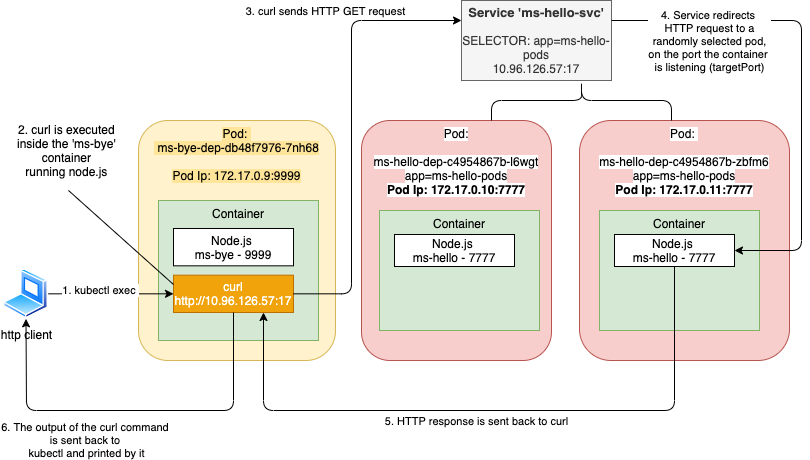 3. curl sends HTTP GET request
Service 'ms-hello-svc'
SELECTOR: app=ms-hello-
pods
10.96.126.57:17
4. Service redirects
HTTP request to a
randomly selected pod,
on the port the container
is listening (targetPort)
2. curl is executed
inside the 'ms-bye'
container
running node.js
Pod:
ms-bye-dep-db48f7976-7nh68
Pod Ip: 172.17.0.9:9999
Container
Node.js
ms-bye - 9999
curl
http://10.96.126.57:17
Pod:
ms-hello-dep-c4954867b-l6wgt
app=ms-hello-pods
Pod Ip: 172.17.0.10:7777
Container
Node.js
ms-hello - 7777
Pod:
ms-hello-dep-c4954867b-zbfm6
app=ms-hello-pods
Pod Ip: 172.17.0.11:7777
Container
Node.js
ms-hello - 7777
1. kubectl exec
http client
5. HTTP response is sent back to curl
6. The output of the curl command
is sent back to
kubectl and printed by it